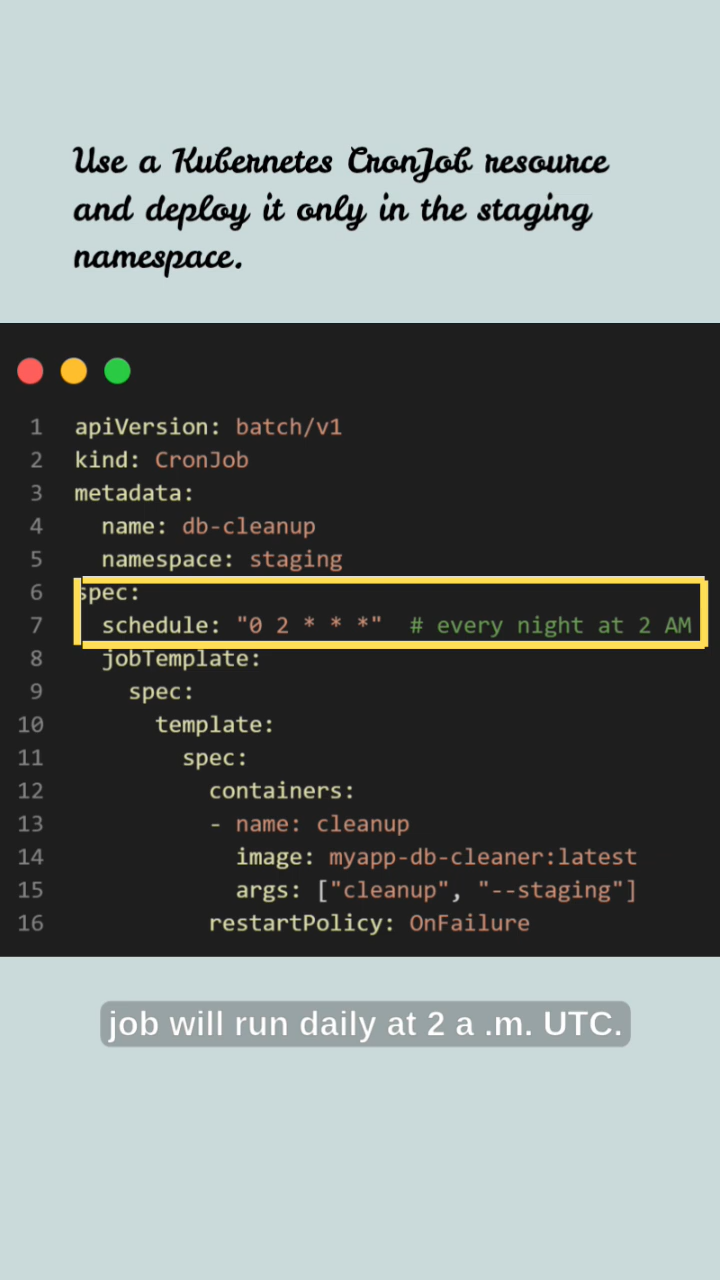 Use a Kubernetes CronJob resource
and deploy it only in the staging
namespace.
1 apiVersion: batch/v1
2 kind: CronJob
3 metadata:
4   name: db-cleanup
5   namespace: staging
6 spec:
7   schedule: "0 2 * * *"  # every night at 2 AM
8   jobTemplate:
9     spec:
10       template:
11         spec:
12           containers:
13           - name: cleanup
14             image: myapp-db-cleaner:latest
15             args: ["cleanup", "--staging"]
16           restartPolicy: OnFailure
job will run daily at 2 a .m. UTC.